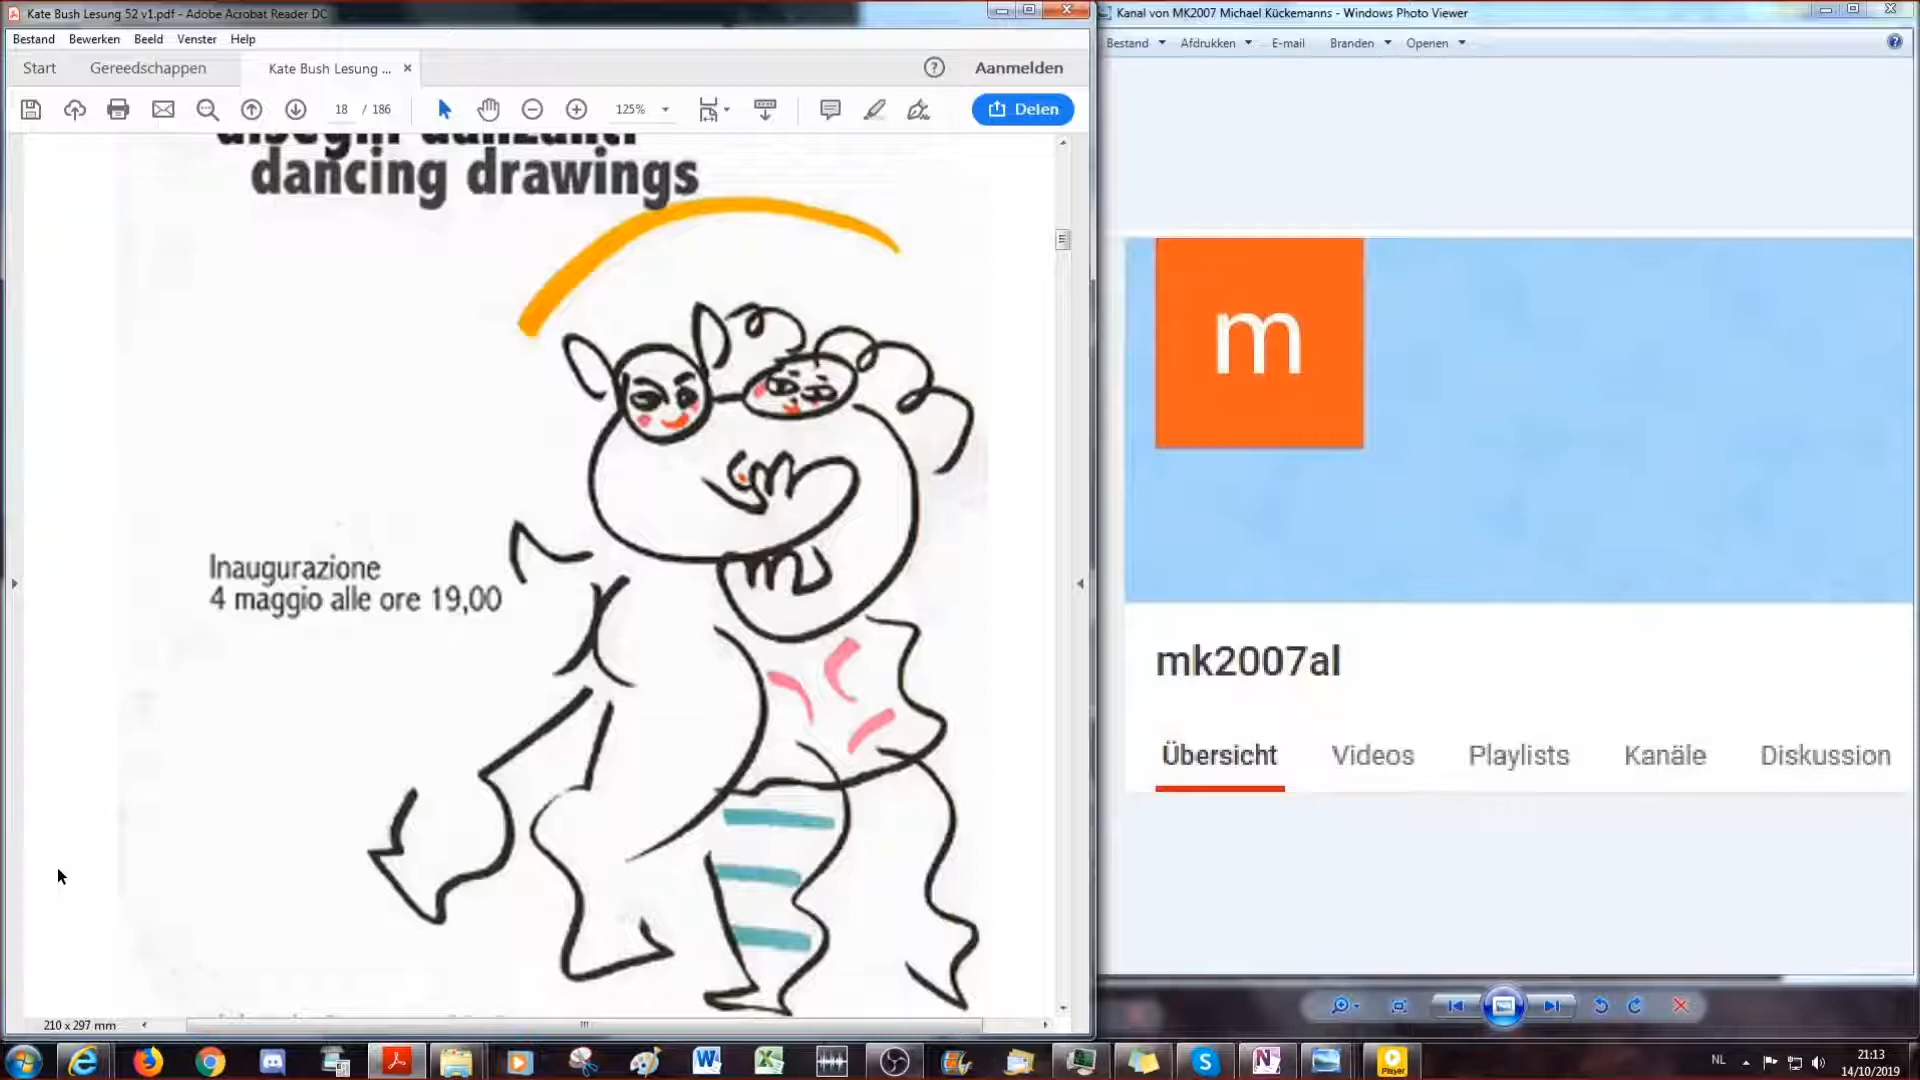 Kate Bush Lesung 52 v1.pdf - Adobe Acrobat Reader DC
Bestand Bewerken Beeld Venster Help
Start Gereedschappen Kate Bush Lesung ... × Aanmelden
18 / 186 125% Delen
disegni danzanti
dancing drawings
Inaugurazione
4 maggio alle ore 19,00
210 x 297 mm
Kanal von MK2007 Michael Kückemanns - Windows Photo Viewer
Bestand Afdrukken E-mail Branden Openen
m
mk2007al
Übersicht Videos Playlists Kanäle Diskussion
NL 21:13
14/10/2019